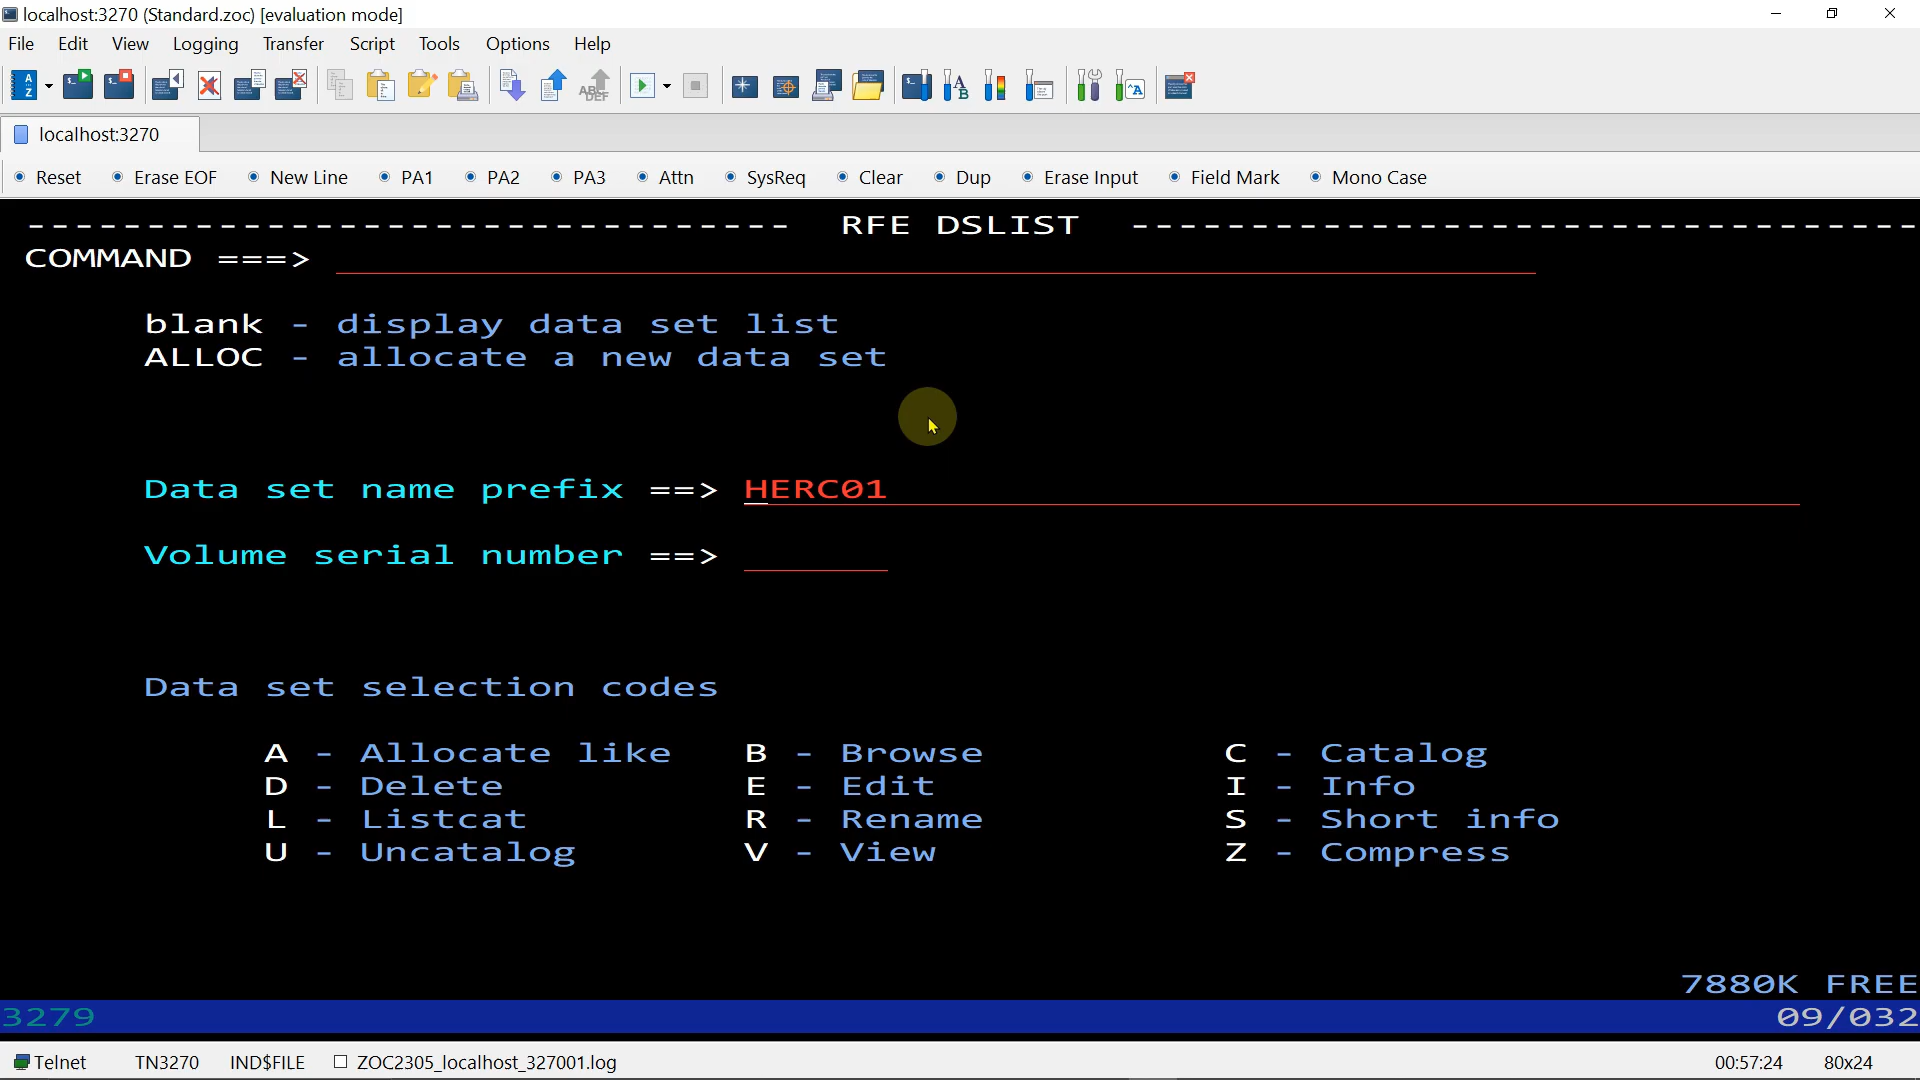 localhost:3270 (Standard.zoc) [evaluation mode]
File Edit View Logging Transfer Script Tools Options Help
localhost:3270
Reset Erase EOF New Line PA1 PA2 PA3 Attn SysReq Clear Dup Erase Input Field Mark Mono Case
-------------------------------- RFE DSLIST ---------------------------------
COMMAND ===>
blank - display data set list
ALLOC - allocate a new data set
Data set name prefix ==> HERC01
Volume serial number ==>
Data set selection codes
A - Allocate like B - Browse C - Catalog
D - Delete E - Edit I - Info
L - Listcat R - Rename S - Short info
U - Uncatalog V - View Z - Compress
7880K FREE
3279 09/032
Telnet TN3270 IND$FILE ZOC2305_localhost_327001.log 00:57:24 80x24